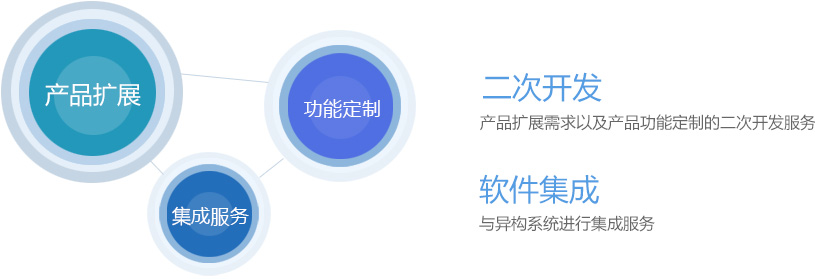 产品扩展
功能定制
集成服务
二次开发
产品扩展需求以及产品功能定制的二次开发服务
软件集成
与异构系统进行集成服务